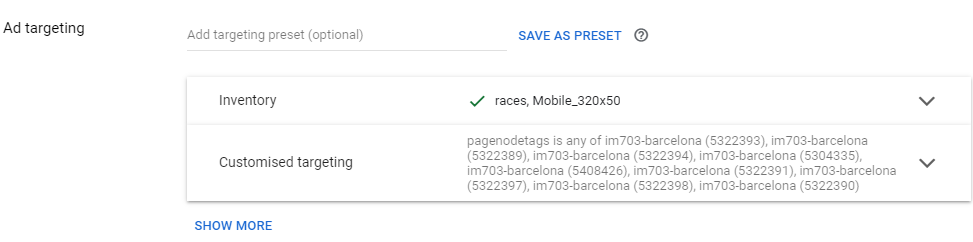 Ad targeting
Add targeting preset (optional)
SAVE AS PRESET
Inventory
races, Mobile_320x50
Customised targeting
pagenodetags is any of im703-barcelona (5322393), im703-barcelona
(5322389), im703-barcelona (5322394), im703-barcelona (5304335),
im703-barcelona (5408426), im703-barcelona (5322391), im703-barcelona
(5322397), im703-barcelona (5322398), im703-barcelona (5322390)
SHOW MORE